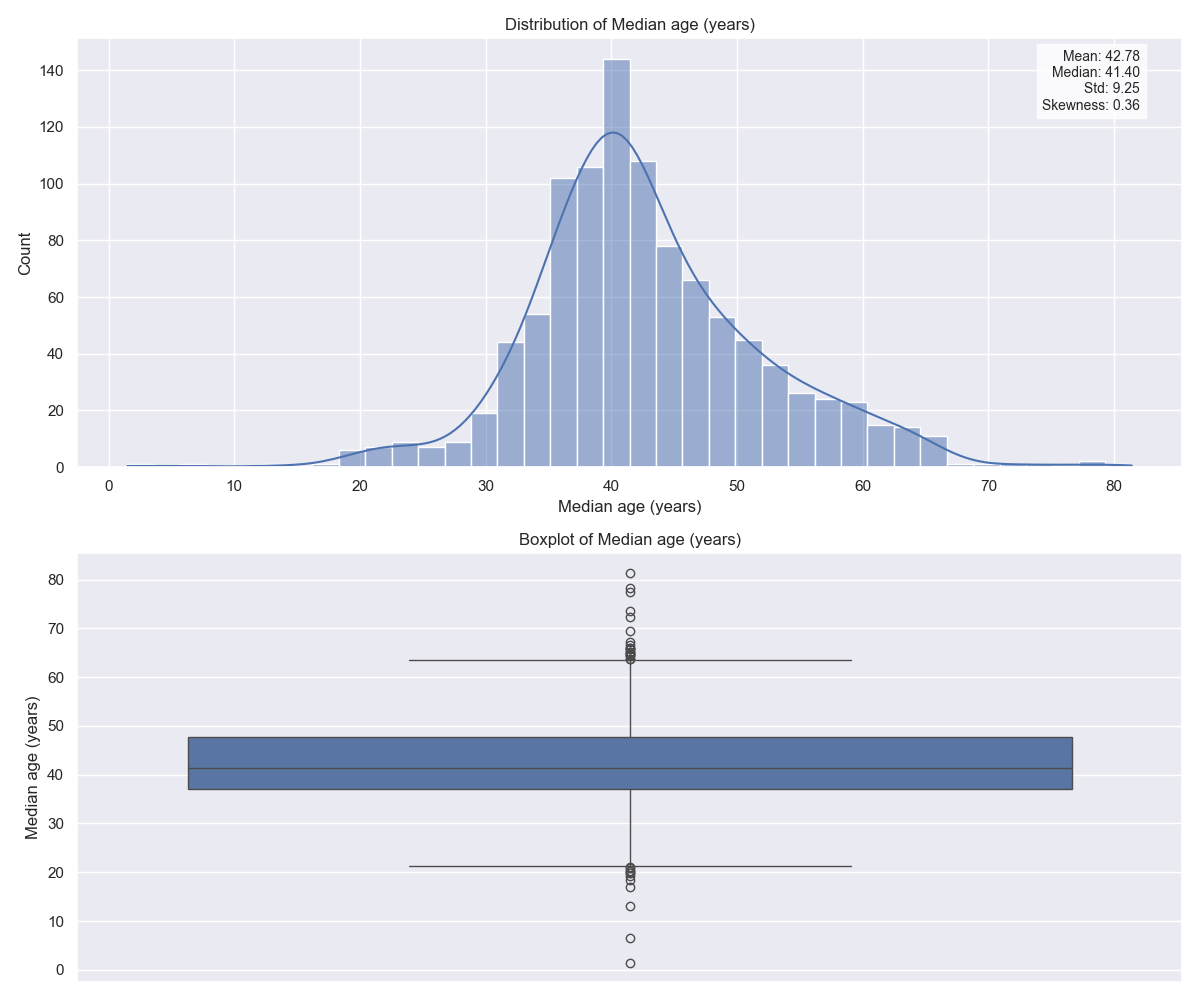 Distribution of Median age (years)
Mean: 42.78
Median: 41.40
Std: 9.25
Skewness: 0.36
140
120
100
80
60
40
20
0
Count
0 10 20 30 40 50 60 70 80
Median age (years)
Boxplot of Median age (years)
80
70
60
50
40
30
20
10
0
Median age (years)